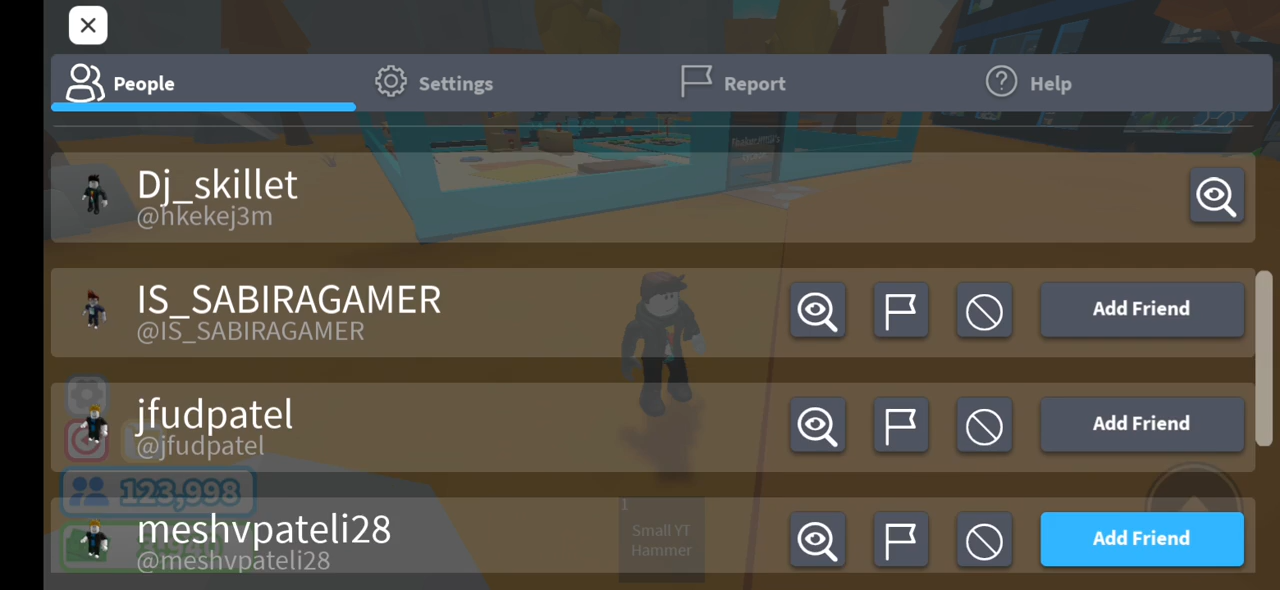 People Settings Report Help
Dj_skillet
@hkekej3m
IS_SABIRAGAMER
@IS_SABIRAGAMER
Add Friend
jfudpatel
@jfudpatel
Add Friend
123,998
meshvpateli28
@meshvpateli28
Add Friend
1
Small YT
Hammer